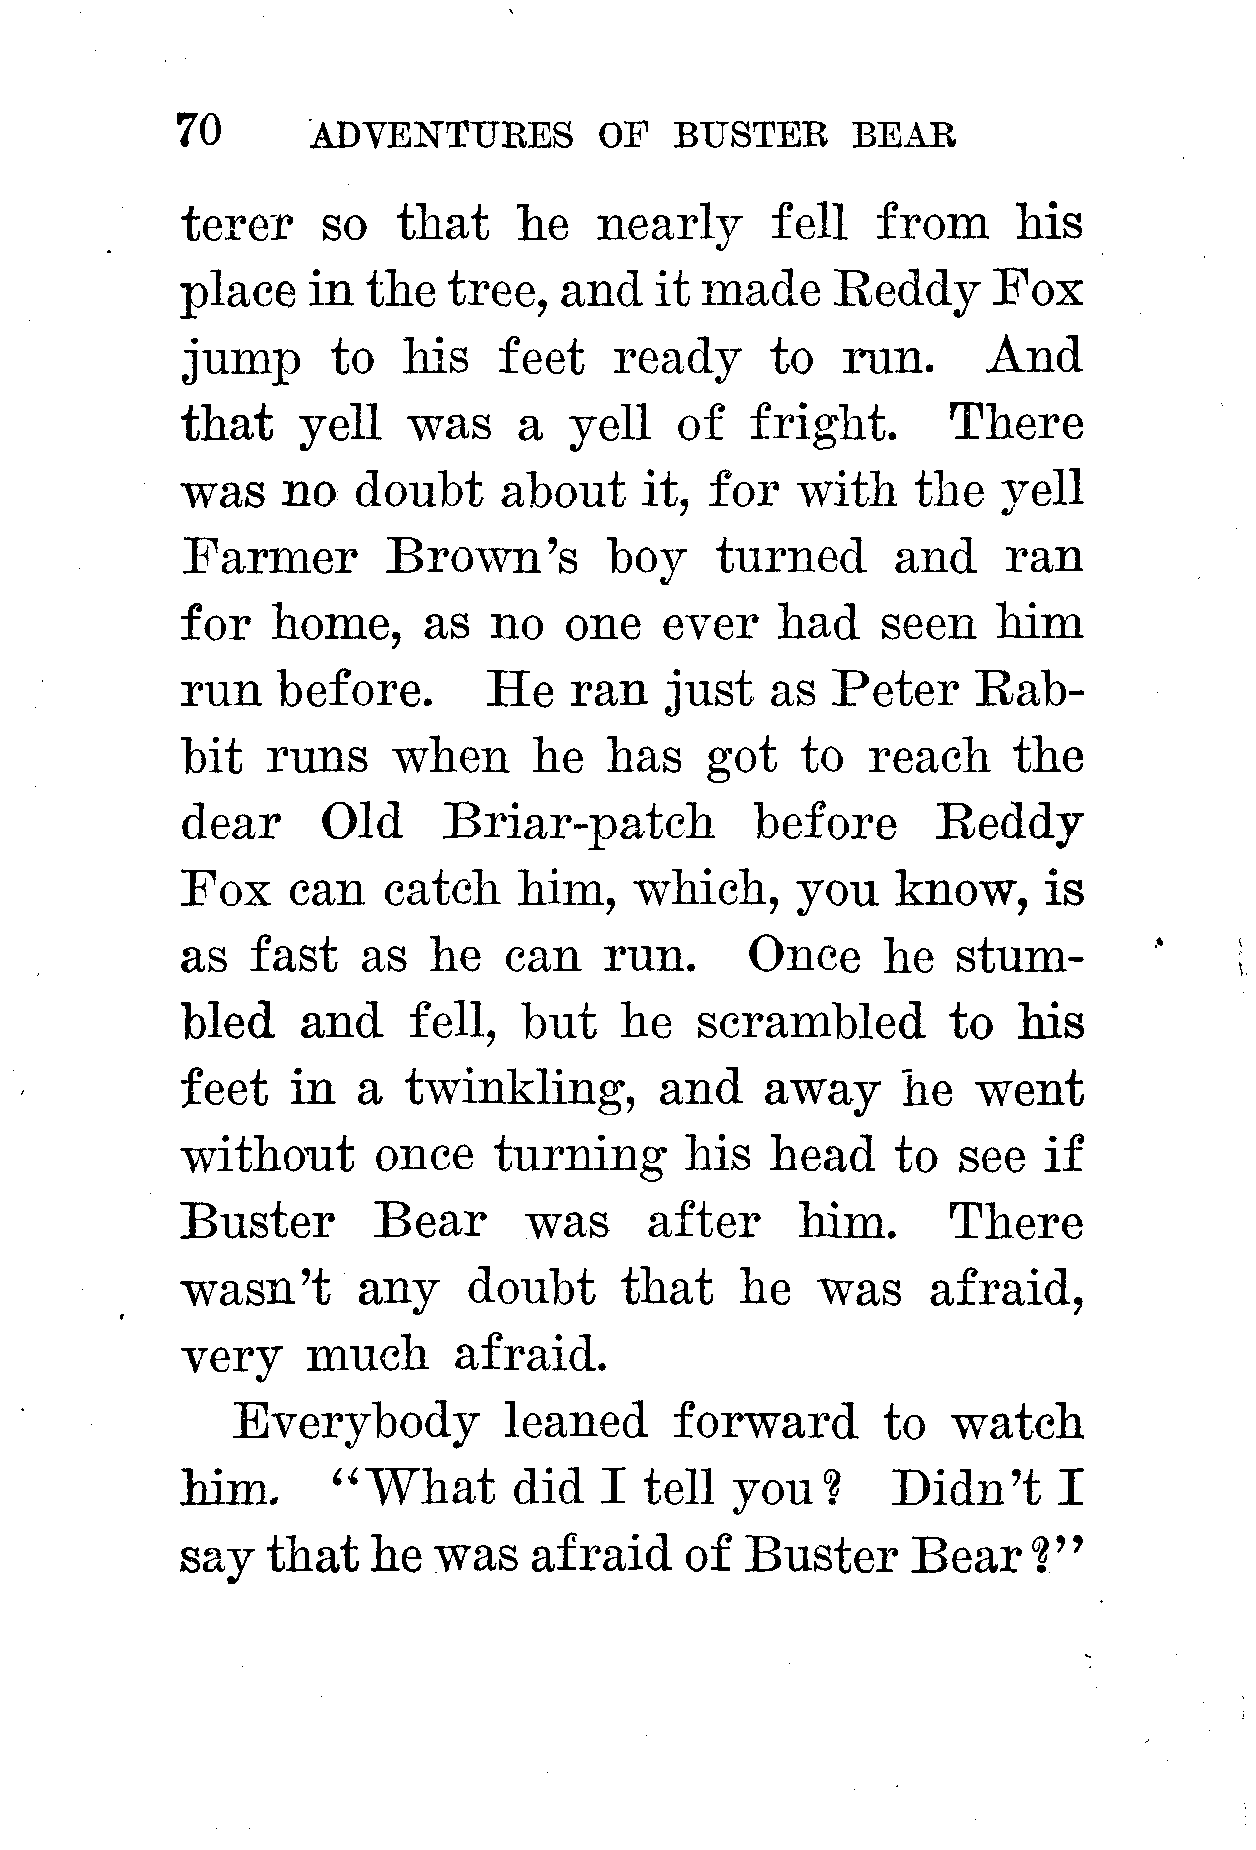 70 ADVENTURES OF BUSTER BEAR
terer so that he nearly fell from his
place in the tree, and it made Reddy Fox
jump to his feet ready to run. And
that yell was a yell of fright. There
was no doubt about it, for with the yell
Farmer Brown's boy turned and ran
for home, as no one ever had seen him
run before. He ran just as Peter Rab-
bit runs when he has got to reach the
dear Old Briar-patch before Reddy
Fox can catch him, which, you know, is
as fast as he can run. Once he stum-
bled and fell, but he scrambled to his
feet in a twinkling, and away he went
without once turning his head to see if
Buster Bear was after him. There
wasn't any doubt that he was afraid,
very much afraid.
Everybody leaned forward to watch
him. "What did I tell you? Didn't I
say that he was afraid of Buster Bear?"